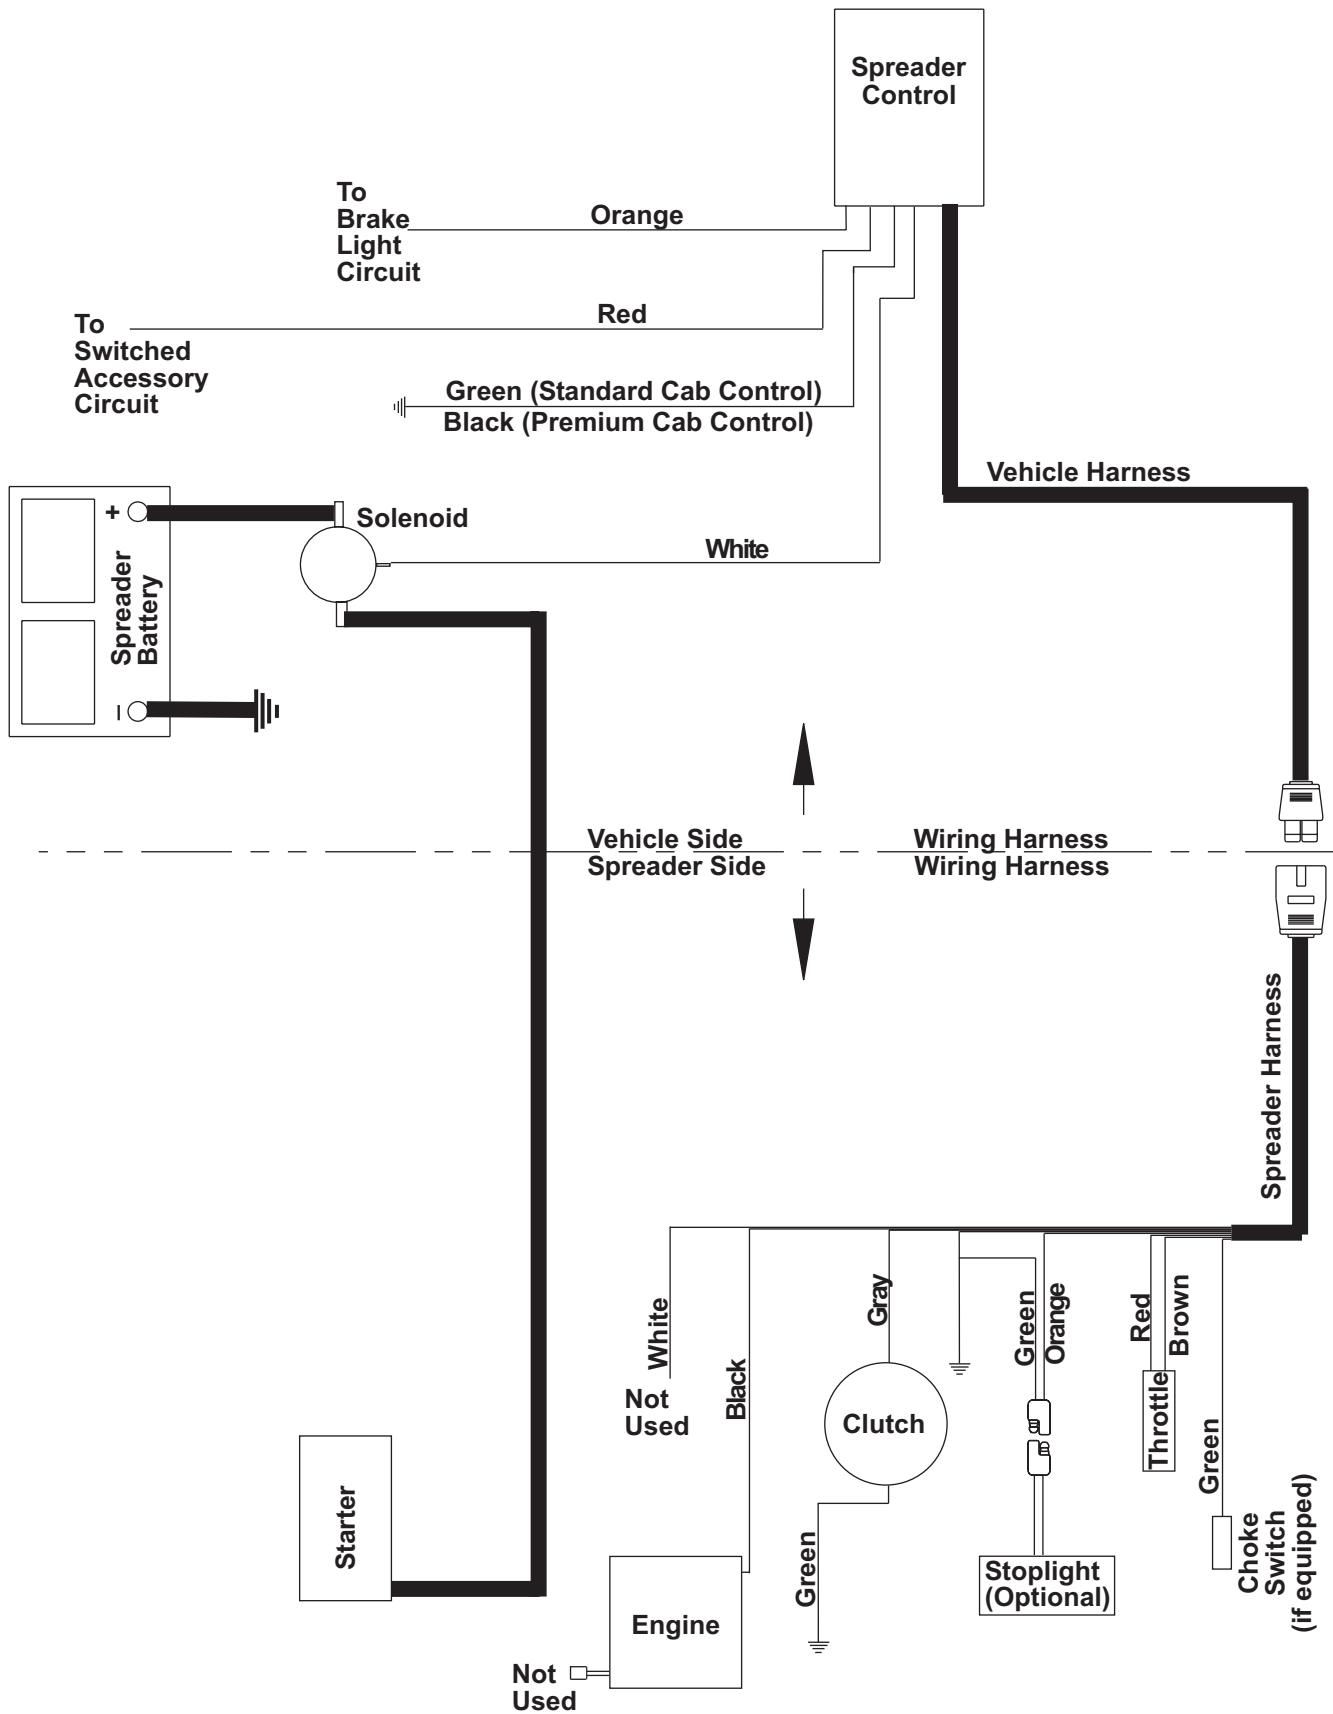 Spreader
Control
To
Brake
Light
Circuit
Orange
To
Switched
Accessory
Circuit
Red
Green (Standard Cab Control)
Black (Premium Cab Control)
Vehicle Harness
+
Solenoid
White
Spreader
Battery
–
Vehicle Side
Wiring Harness
Spreader Side
Wiring Harness
Spreader Harness
White
Not
Used
Black
Gray
Clutch
Green
Green
Orange
Stoplight
(Optional)
Red
Brown
Throttle
Green
Choke
Switch
(if equipped)
Starter
Engine
Not
Used